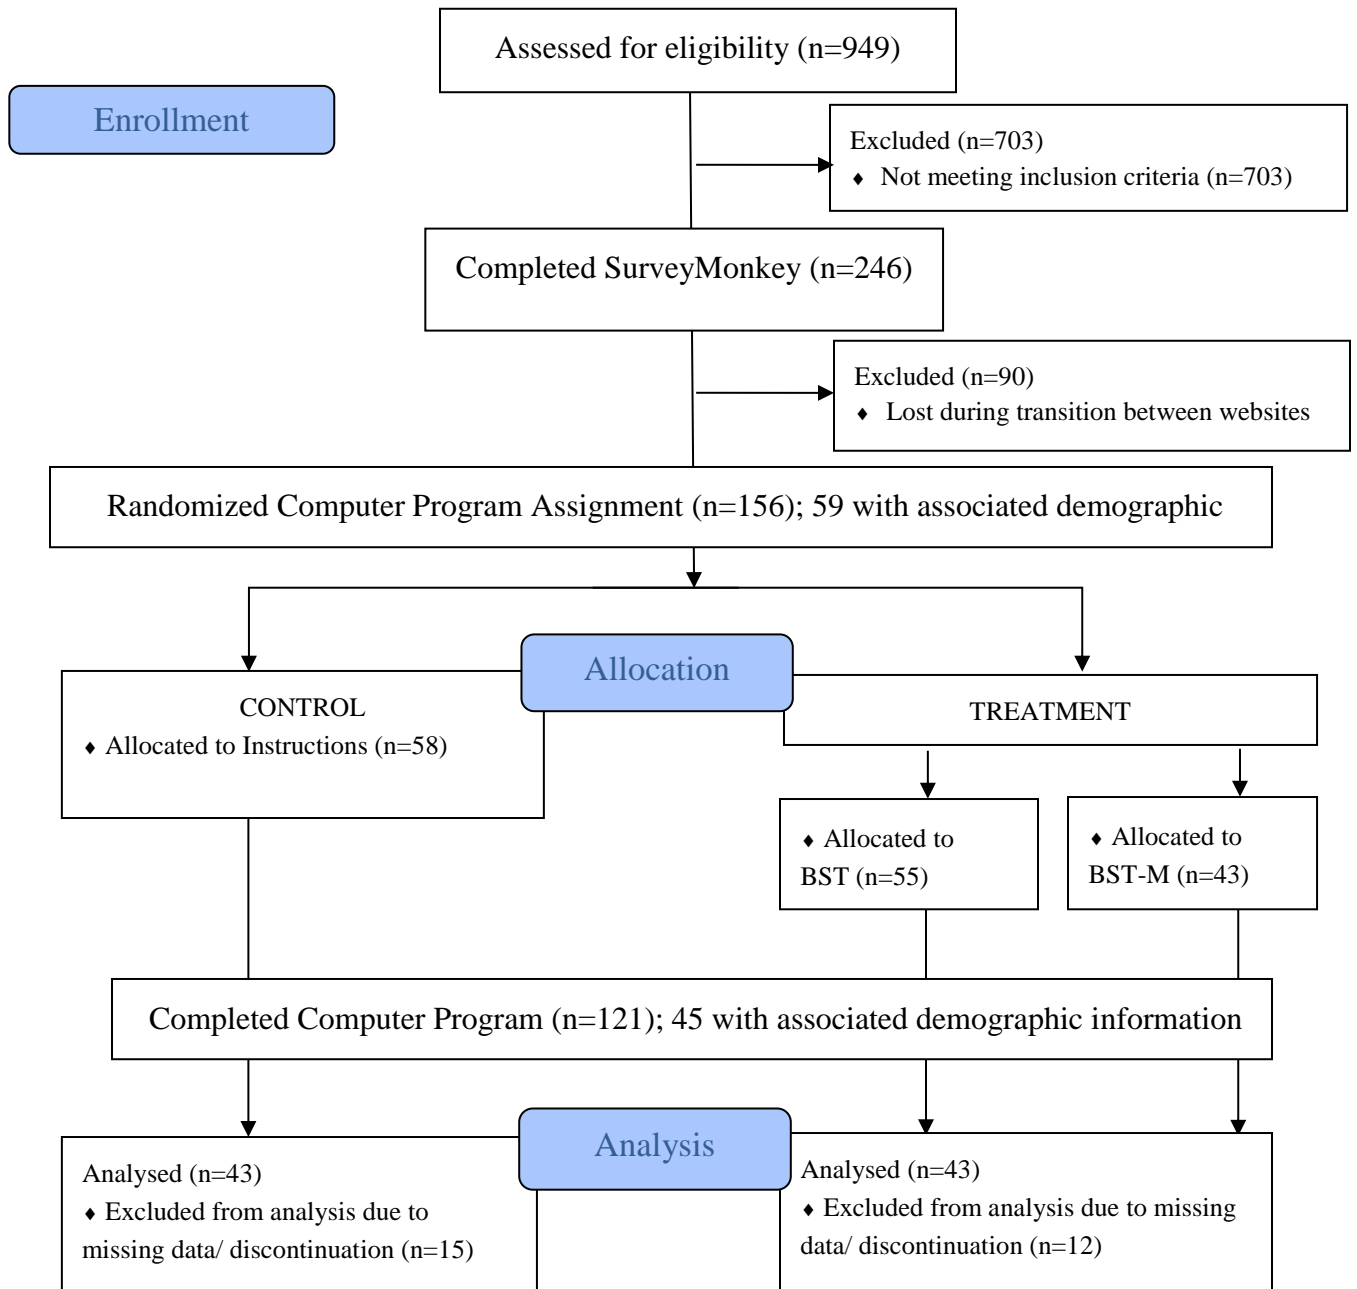 Assessed for eligibility (n=949)
Enrollment
Excluded (n=703)
♦ Not meeting inclusion criteria (n=703)
Completed SurveyMonkey (n=246)
Excluded (n=90)
♦ Lost during transition between websites
Randomized Computer Program Assignment (n=156); 59 with associated demographic
Allocation
CONTROL
♦ Allocated to Instructions (n=58)
TREATMENT
♦ Allocated to
BST (n=55)
♦ Allocated to
BST-M (n=43)
Completed Computer Program (n=121); 45 with associated demographic information
Analysis
Analysed (n=43)
♦ Excluded from analysis due to
missing data/ discontinuation (n=15)
Analysed (n=43)
♦ Excluded from analysis due to missing
data/ discontinuation (n=12)